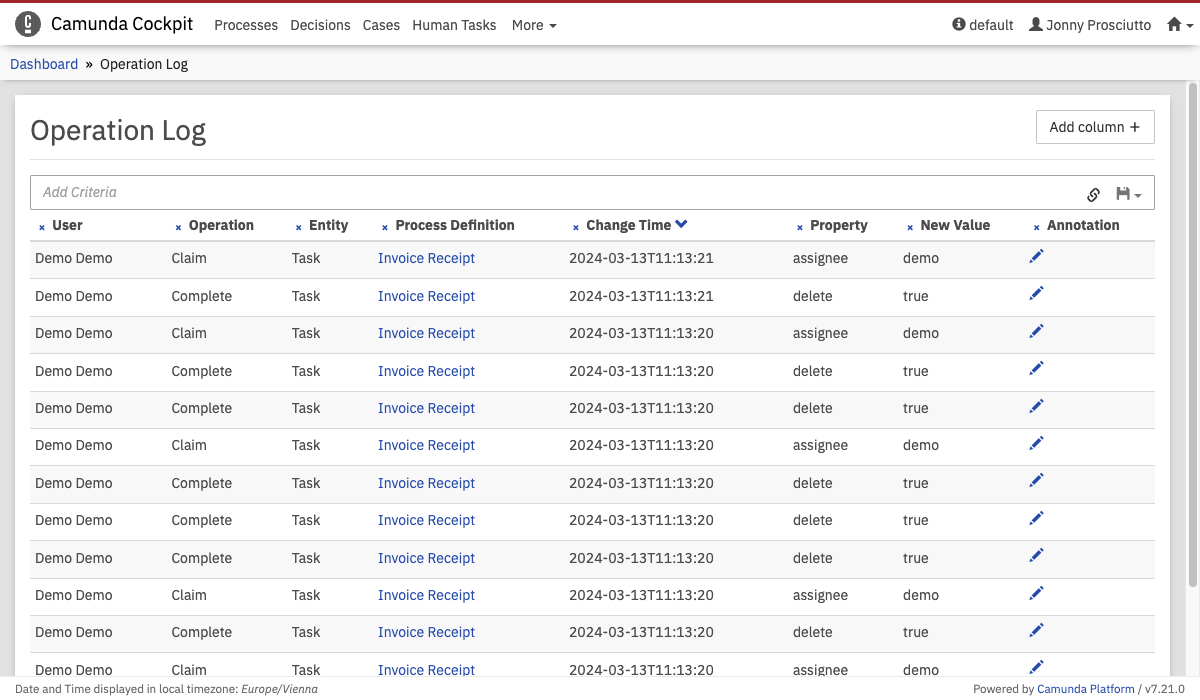 Camunda Cockpit Processes Decisions Cases Human Tasks More default Jonny Prosciutto
Dashboard » Operation Log
Operation Log
Add column +
Add Criteria
× User × Operation × Entity × Process Definition × Change Time × Property × New Value × Annotation
Demo Demo Claim Task Invoice Receipt 2024-03-13T11:13:21 assignee demo
Demo Demo Complete Task Invoice Receipt 2024-03-13T11:13:21 delete true
Demo Demo Claim Task Invoice Receipt 2024-03-13T11:13:20 assignee demo
Demo Demo Complete Task Invoice Receipt 2024-03-13T11:13:20 delete true
Demo Demo Complete Task Invoice Receipt 2024-03-13T11:13:20 delete true
Demo Demo Claim Task Invoice Receipt 2024-03-13T11:13:20 assignee demo
Demo Demo Complete Task Invoice Receipt 2024-03-13T11:13:20 delete true
Demo Demo Complete Task Invoice Receipt 2024-03-13T11:13:20 delete true
Demo Demo Complete Task Invoice Receipt 2024-03-13T11:13:20 delete true
Demo Demo Claim Task Invoice Receipt 2024-03-13T11:13:20 assignee demo
Demo Demo Complete Task Invoice Receipt 2024-03-13T11:13:20 delete true
Demo Demo Claim Task Invoice Receipt 2024-03-13T11:13:20 assignee demo
Date and Time displayed in local timezone: Europe/Vienna Powered by Camunda Platform / v7.21.0